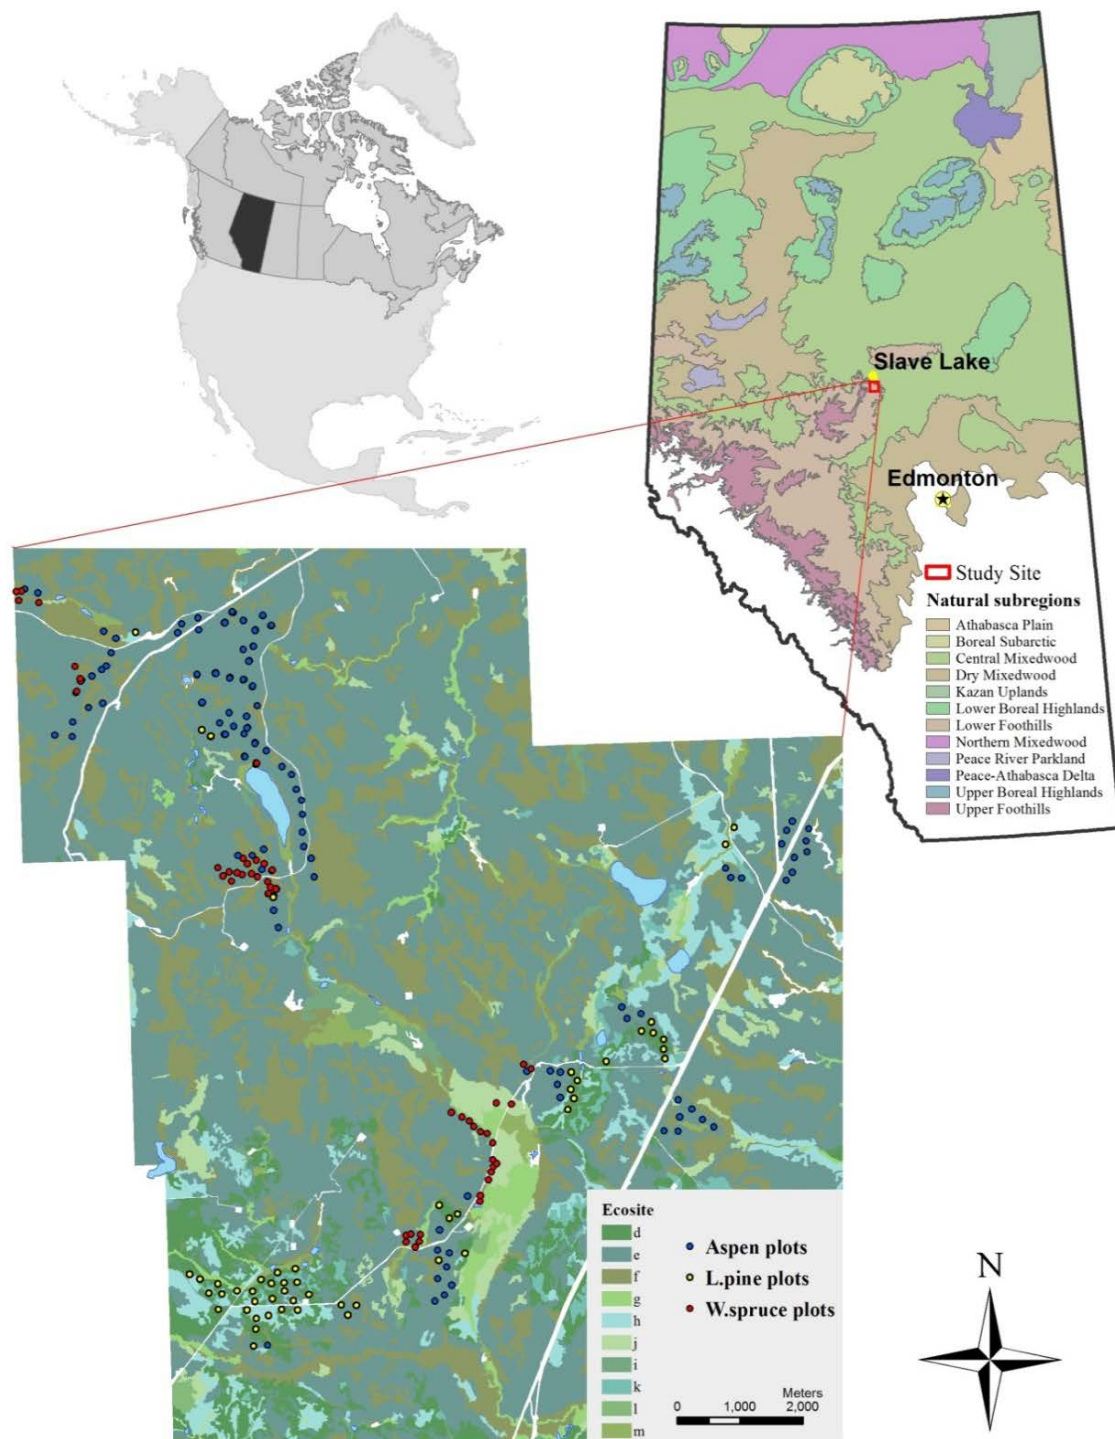 Slave Lake
Edmonton
Study Site
Natural subregions
Athabasca Plain
Boreal Subarctic
Central Mixedwood
Dry Mixedwood
Kazan Uplands
Lower Boreal Highlands
Lower Foothills
Northern Mixedwood
Peace River Parkland
Peace-Athabasca Delta
Upper Boreal Highlands
Upper Foothills
Ecosite
d
e
f
g
h
j
i
k
l
m
Aspen plots
L.pine plots
W.spruce plots
Meters
0 1,000 2,000
N